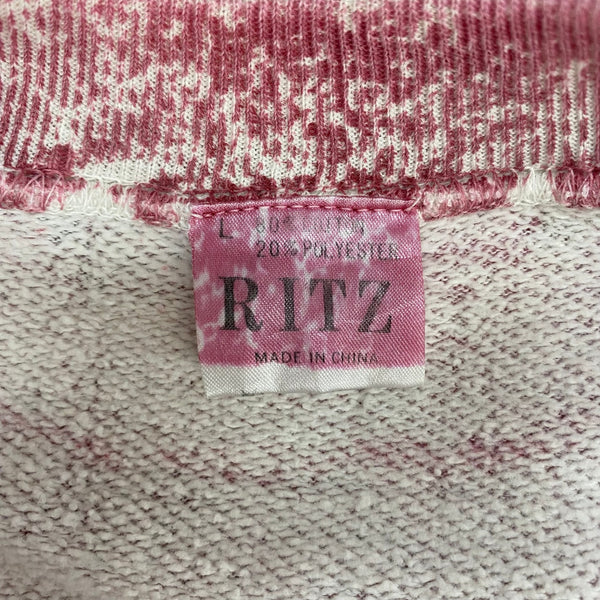 L
20% POLYESTER
RITZ
MADE IN CHINA